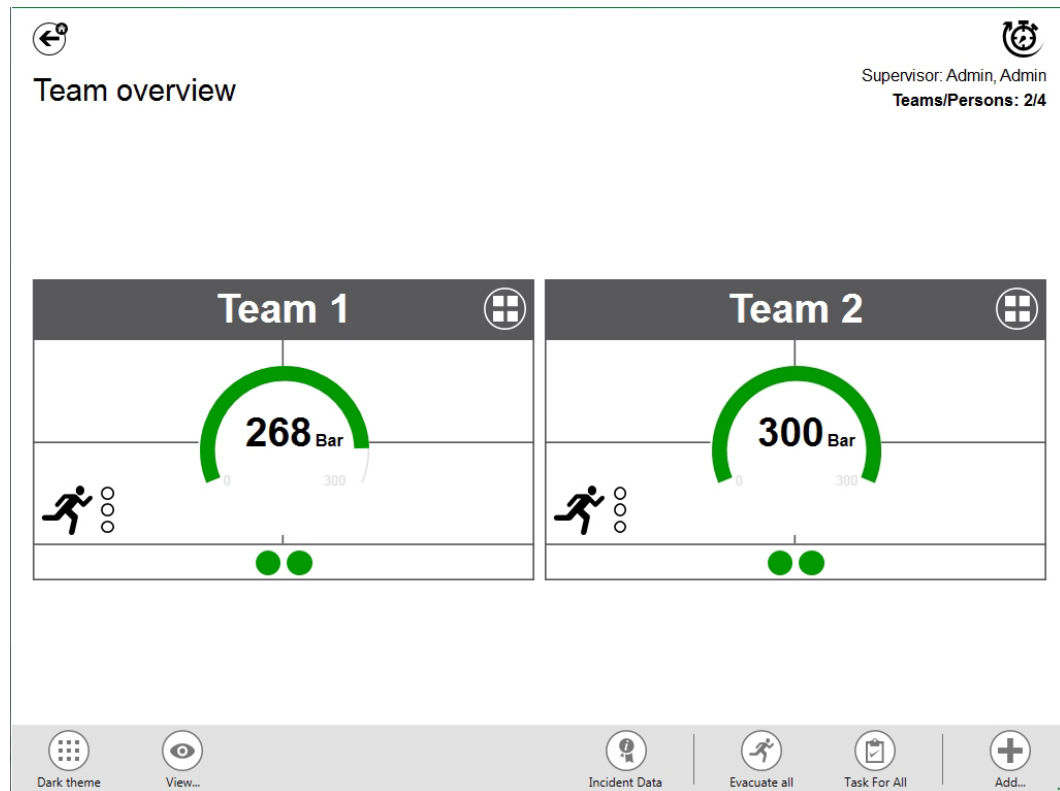 Team overview
Supervisor: Admin, Admin
Teams/Persons: 2/4
Team 1
268 Bar
0 300
Team 2
300 Bar
0 300
Dark theme
View...
Incident Data
Evacuate all
Task For All
Add...